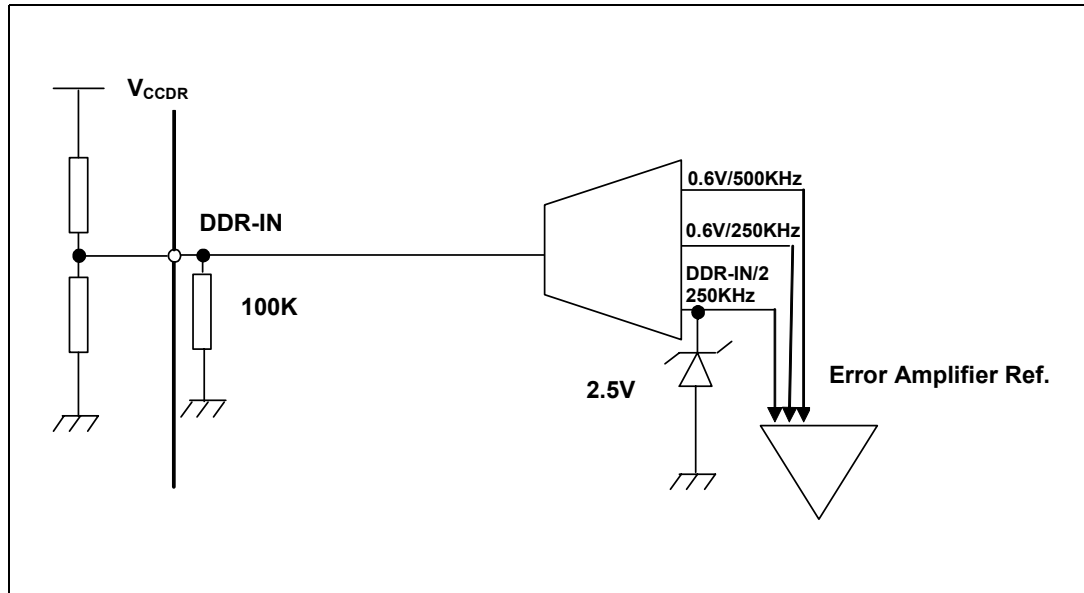 VCCDR
DDR-IN
100K
0.6V/500KHz
0.6V/250KHz
DDR-IN/2
250KHz
2.5V
Error Amplifier Ref.